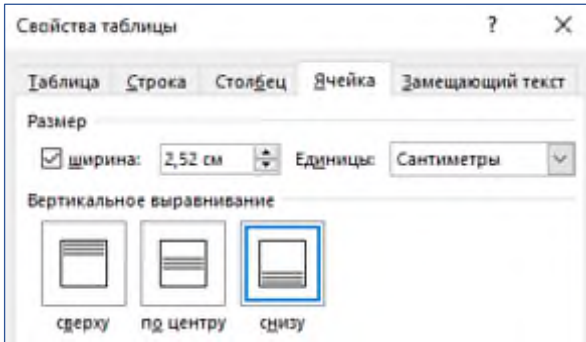 Свойства таблицы ? ×
Таблица Строка Столбец Ячейка Замещающий текст
Размер
ширина: 2,52 см Единицы: Сантиметры
Вертикальное выравнивание
сверху по центру снизу